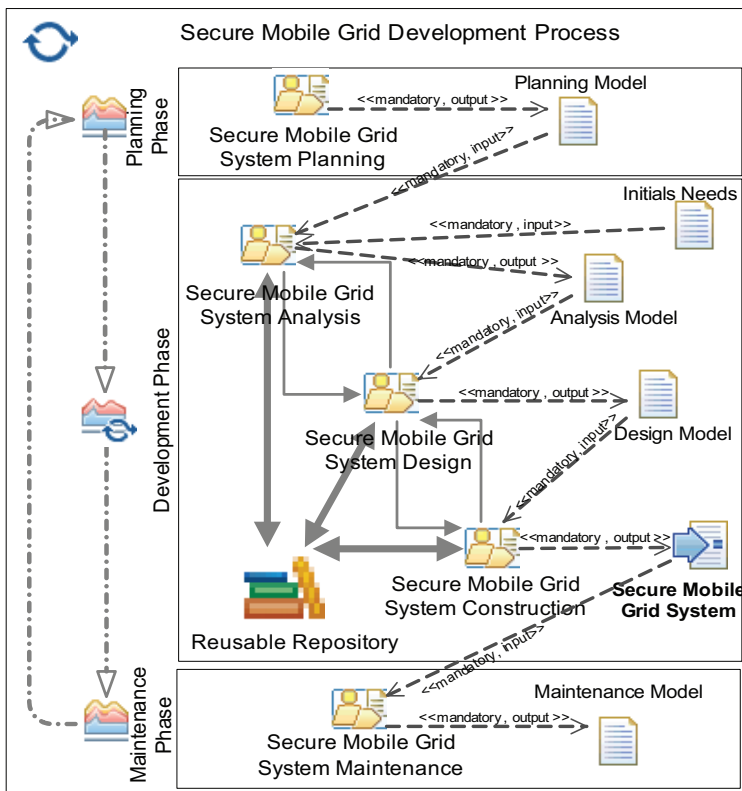 Secure Mobile Grid Development Process
Planning
Phase
Planning Model
<<mandatory, output >>
Secure Mobile Grid
System Planning
<<mandatory, input>>
Development Phase
Initials Needs
<<mandatory , input>>
<<mandatory , output >>
Secure Mobile Grid
System Analysis
Analysis Model
<<mandatory, input>>
<<mandatory , output >>
Secure Mobile Grid
System Design
Design Model
<<mandatory, input>>
<<mandatory , output >>
Secure Mobile Grid
System Construction
Secure Mobile
Grid System
Reusable Repository
<<mandatory, input>>
Maintenance
Phase
Maintenance Model
<<mandatory, output >>
Secure Mobile Grid
System Maintenance